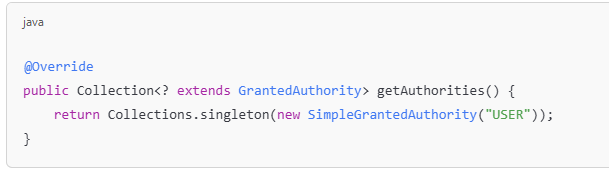 java
@Override
public Collection<? extends GrantedAuthority> getAuthorities() {
    return Collections.singleton(new SimpleGrantedAuthority("USER"));
}